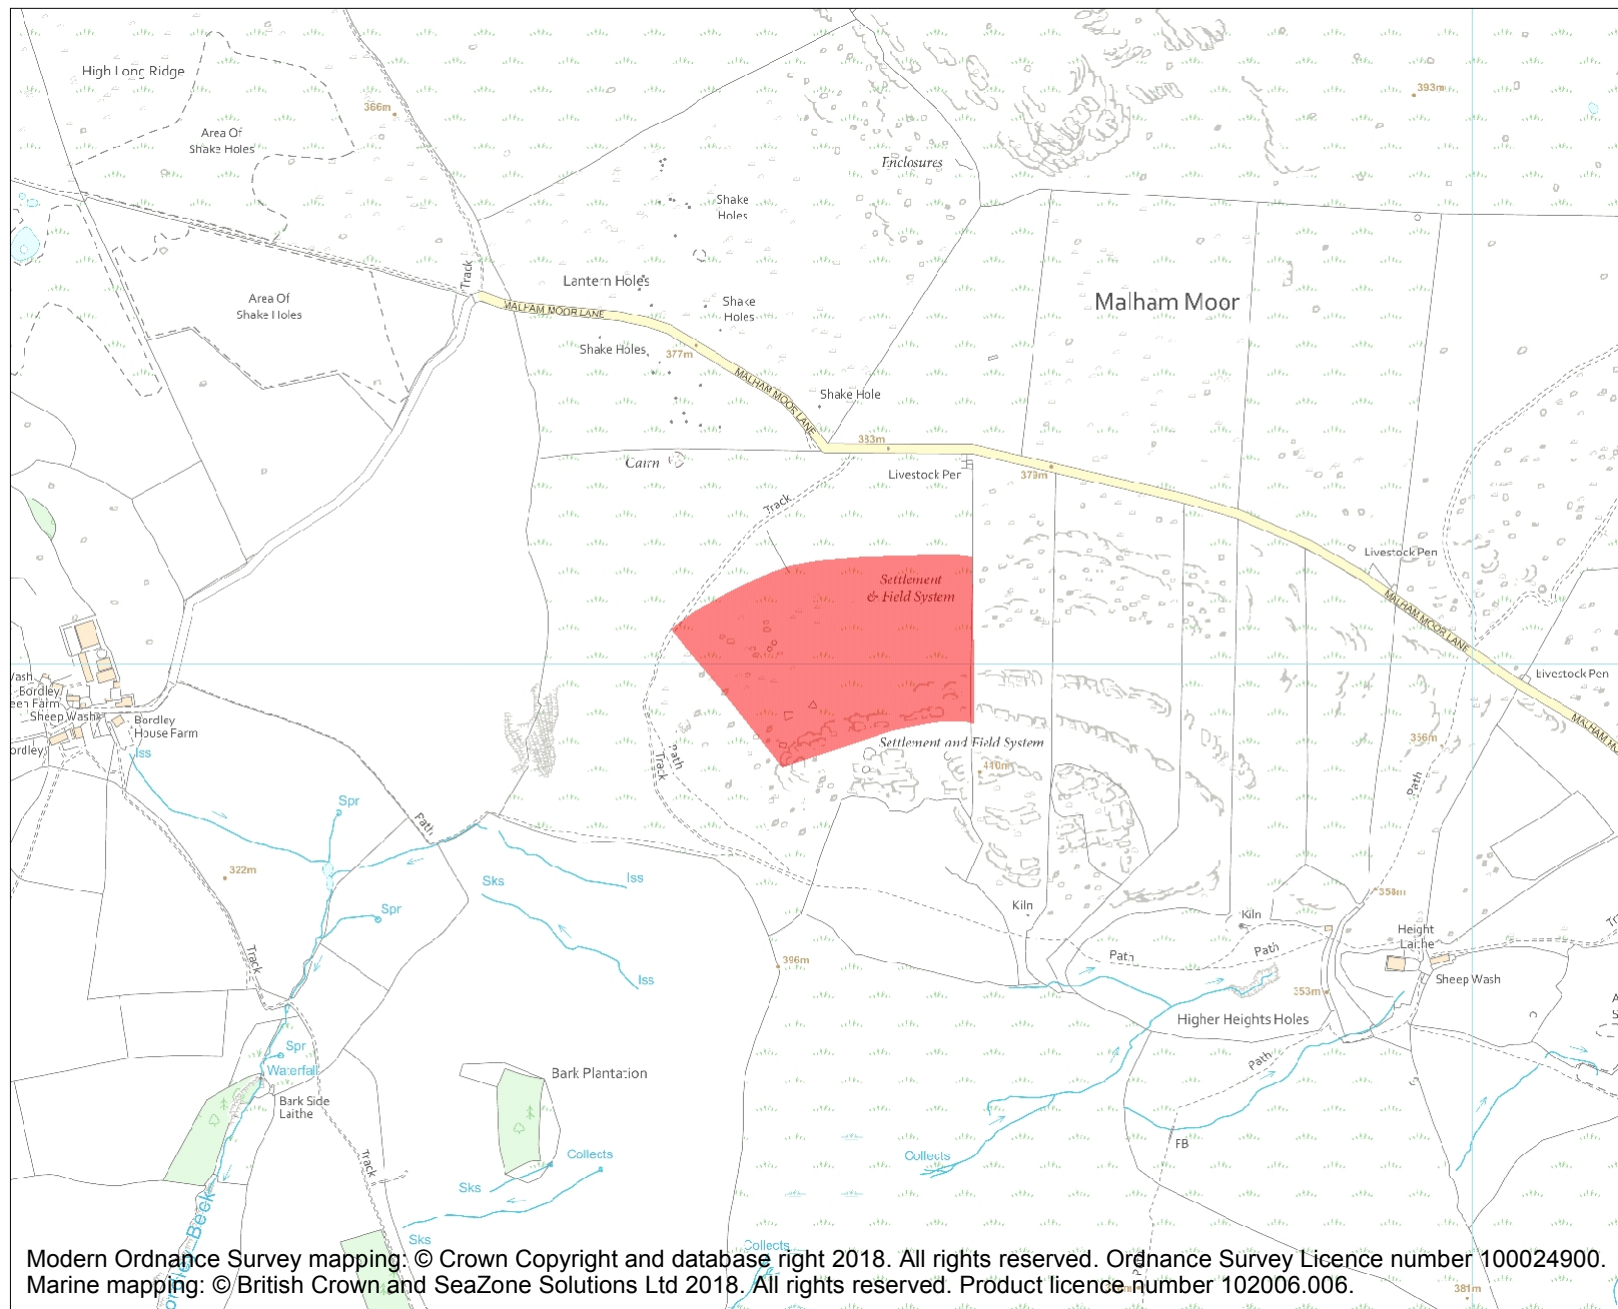 High Long Ridge
366m
393m
Area Of
Shake Holes
Enclosures
Shake
Holes
Track
Lantern Holes
Area Of
Shake Holes
Shake
Holes
Malham Moor
MALHAM MOOR LANE
Shake Holes
377m
MALHAM MOOR LANE
Shake Hole
383m
Cairn
Livestock Pen
379m
Track
Livestock Pen
Settlement
& Field System
MALHAM MOOR LANE
Livestock Pen
Bordley
Sheep Wash
Bordley
House Farm
Iss
Settlement and Field System
410m
356m
Path
Track
Path
Spr
Path
322m
Sks
Iss
Spr
Kiln
Kiln
358m
Height
Laithe
Path
Path
Track
396m
Iss
Sheep Wash
353m
Higher Heights Holes
Spr
Waterfall
Bark Plantation
Path
Bark Side
Laithe
FB
Track
Collects
Collects
Sks
Sks
Collects
Beck
Path
381m
Modern Ordnance Survey mapping: © Crown Copyright and database right 2018. All rights reserved. Ordnance Survey Licence number 100024900.
Marine mapping: © British Crown and SeaZone Solutions Ltd 2018. All rights reserved. Product licence number 102006.006.